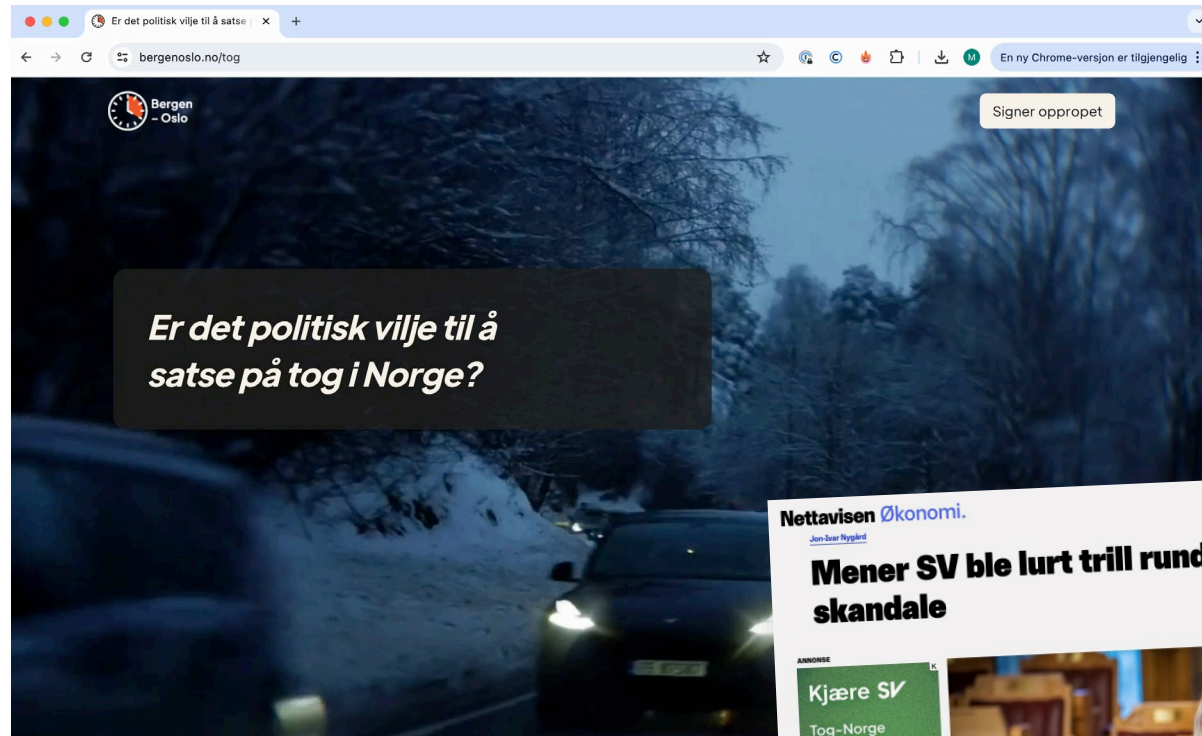 Er det politisk vilje til å satse
bergenoslo.no/tog
M
En ny Chrome-versjon er tilgjengelig
Bergen
– Oslo
Signer oppropet
Er det politisk vilje til å
satse på tog i Norge?
Nettavisen Økonomi.
Jon-Ivar Nygård
Mener SV ble lurt trill rund
skandale
ANNONSE
K
Kjære SV
Tog-Norge